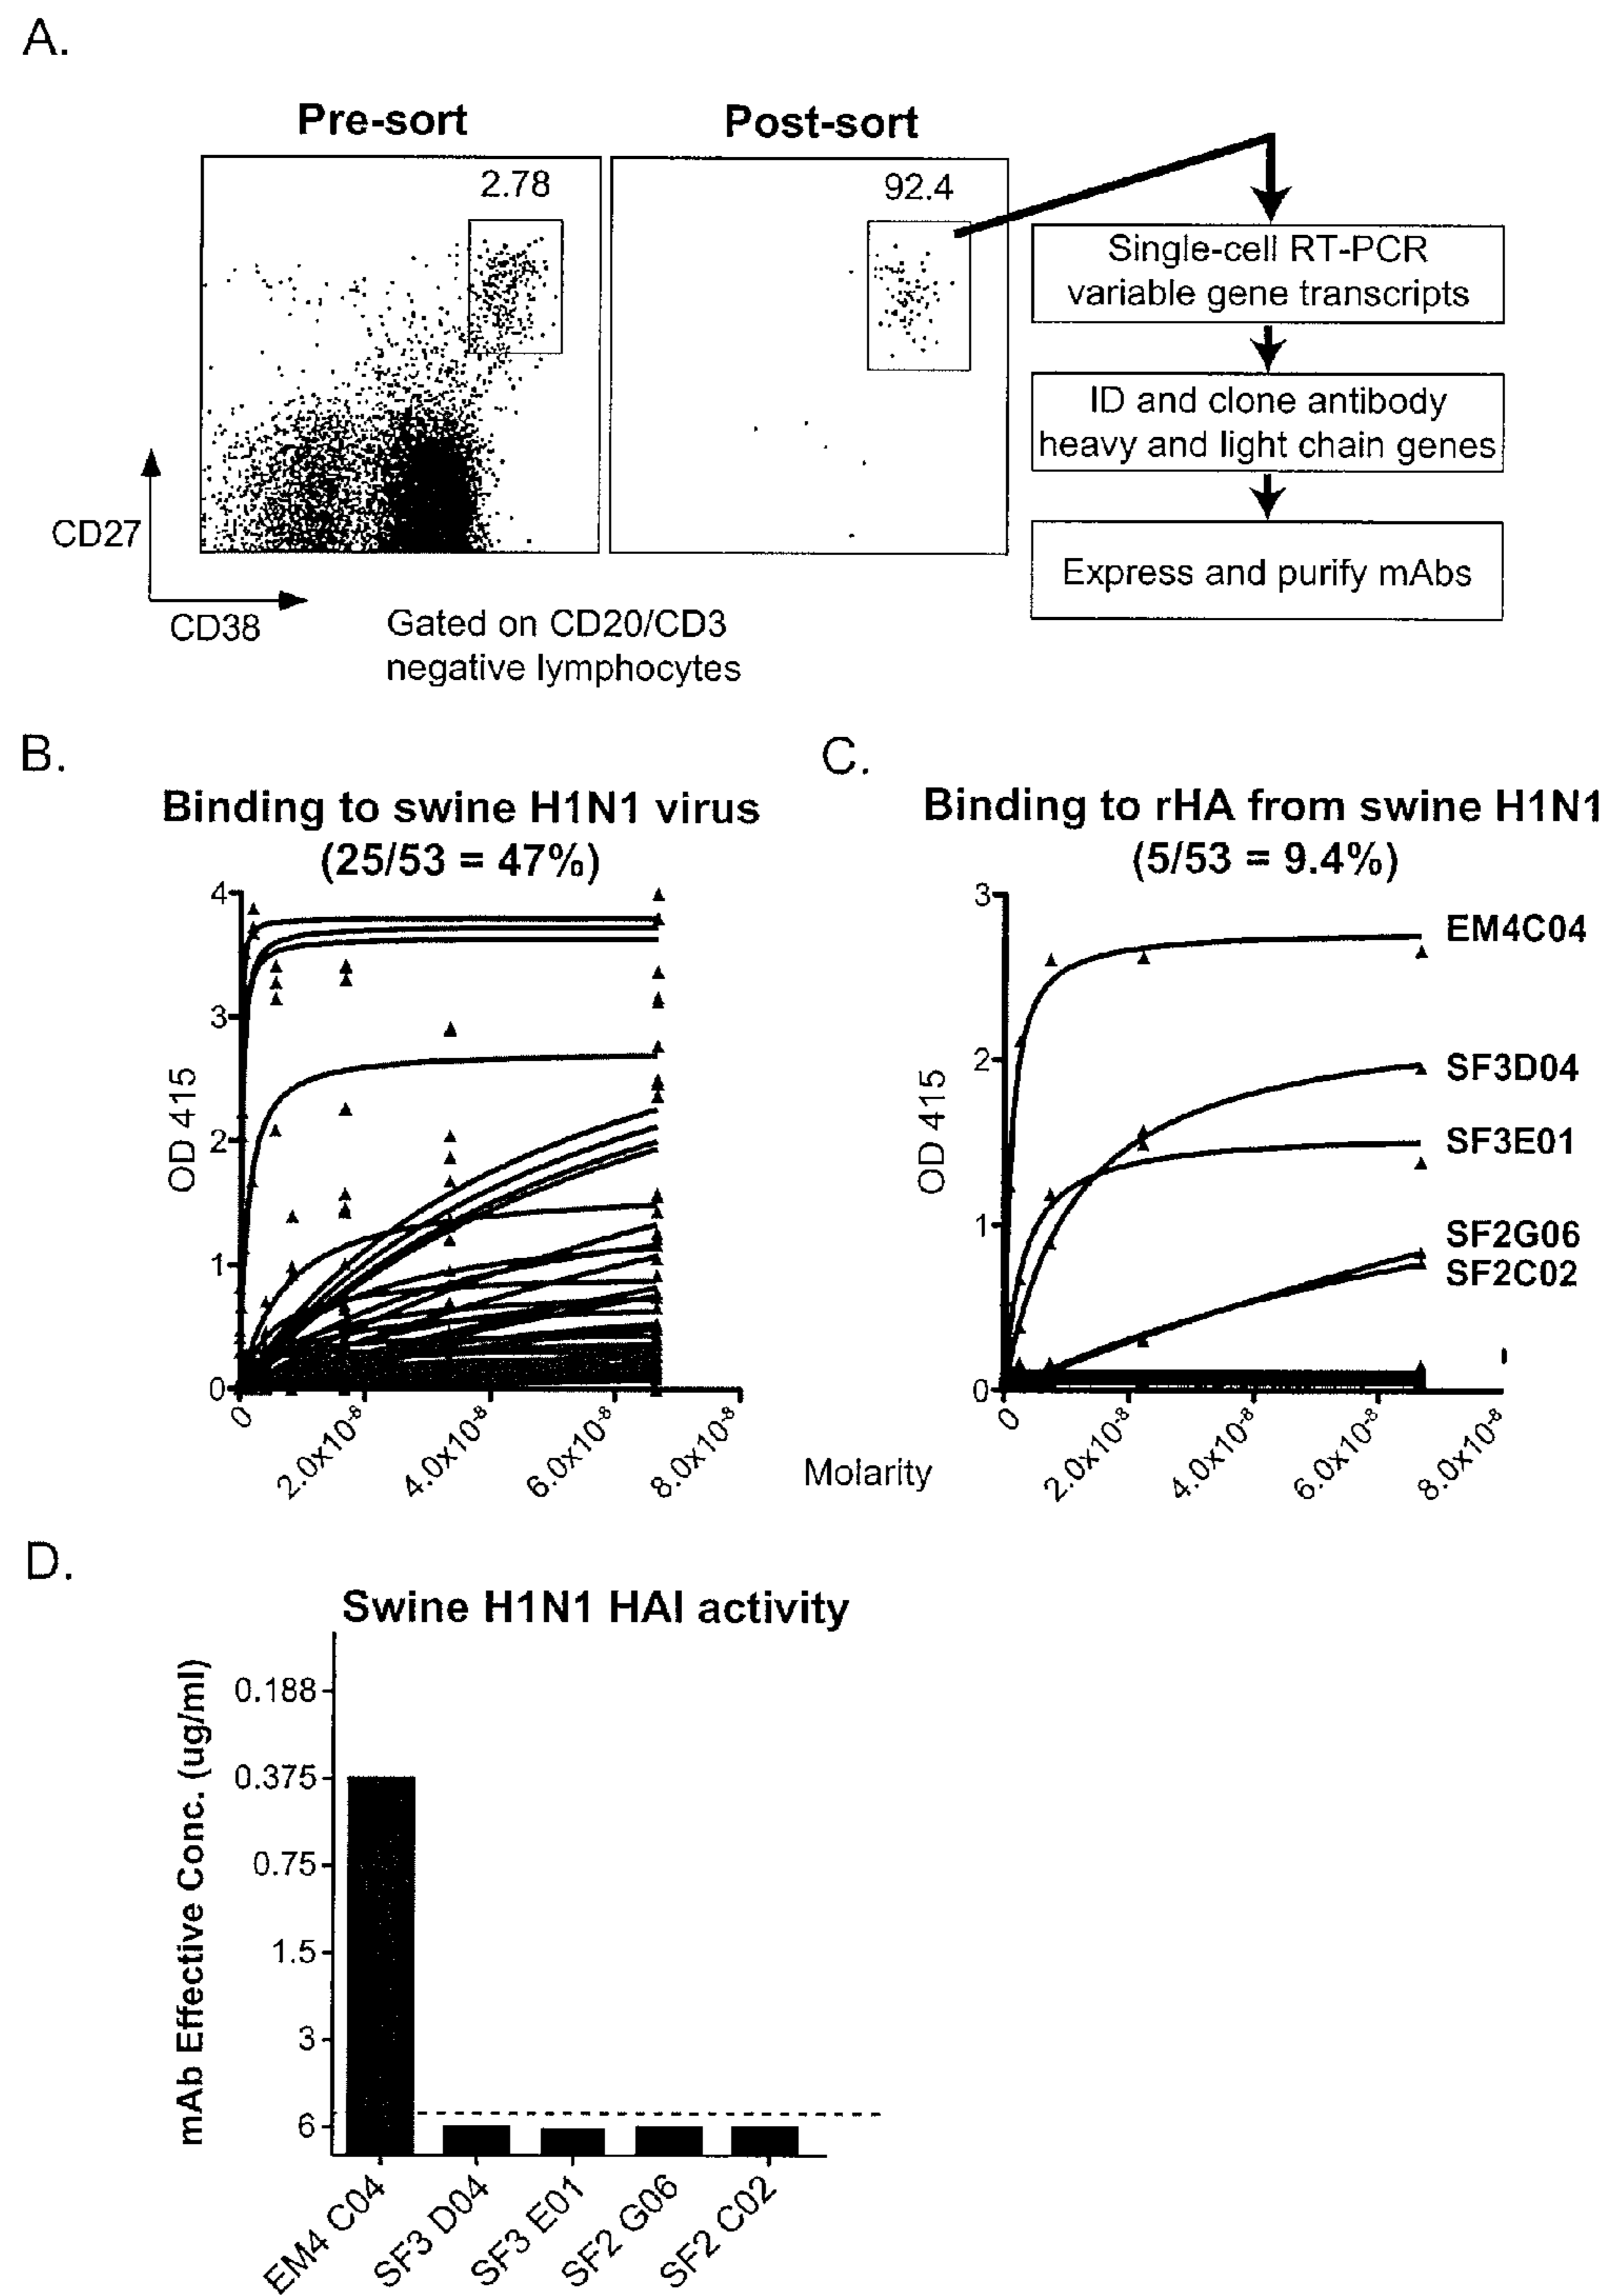 A.
Pre-sort
Post-sort
2.78
92.4
Single-cell RT-PCR
variable gene transcripts
ID and clone antibody
heavy and light chain genes
Express and purify mAbs
CD27
CD38
Gated on CD20/CD3
negative lymphocytes
B.
Binding to swine H1N1 virus
(25/53 = 47%)
4
3
2
1
0
OD 415
0
2.0x10⁻⁸
4.0x10⁻⁸
6.0x10⁻⁸
8.0x10⁻⁸
Molarity
C.
Binding to rHA from swine H1N1
(5/53 = 9.4%)
3
2
1
0
OD 415
EM4C04
SF3D04
SF3E01
SF2G06
SF2C02
0
2.0x10⁻⁸
4.0x10⁻⁸
6.0x10⁻⁸
8.0x10⁻⁸
D.
Swine H1N1 HAI activity
mAb Effective Conc. (ug/ml)
0.188
0.375
0.75
1.5
3
6
EM4 C04
SF3 D04
SF3 E01
SF2 G06
SF2 C02